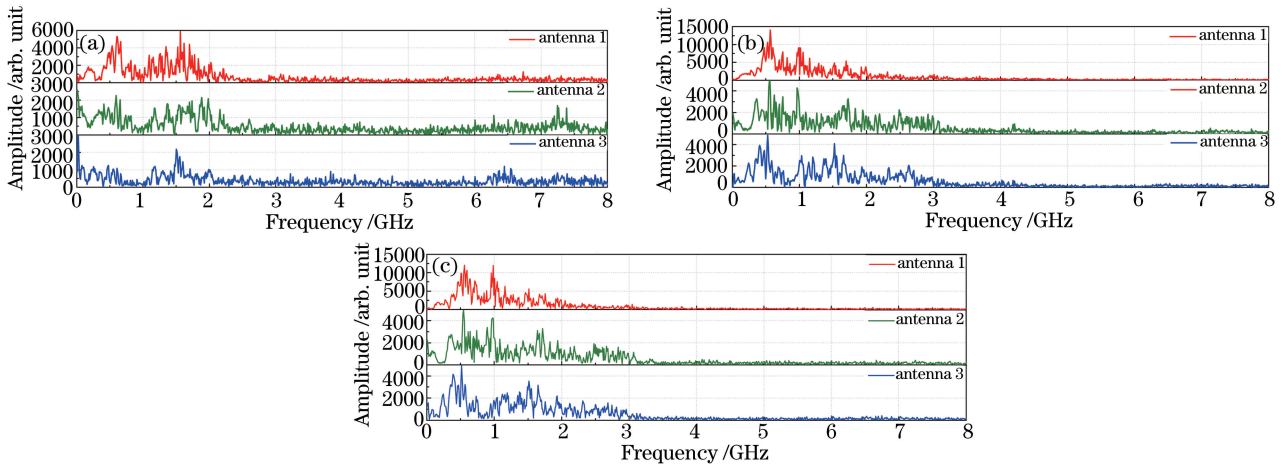 (a)
Amplitude /arb. unit
6000
4000
2000
0
antenna 1
3000
2000
1000
0
antenna 2
3000
2000
1000
0
antenna 3
0 1 2 3 4 5 6 7 8
Frequency /GHz
(b)
Amplitude /arb. unit
15000
10000
5000
0
antenna 1
4000
2000
0
antenna 2
4000
2000
0
antenna 3
0 1 2 3 4 5 6 7 8
Frequency /GHz
(c)
Amplitude /arb. unit
15000
10000
5000
0
antenna 1
4000
2000
0
antenna 2
4000
2000
0
antenna 3
0 1 2 3 4 5 6 7 8
Frequency /GHz